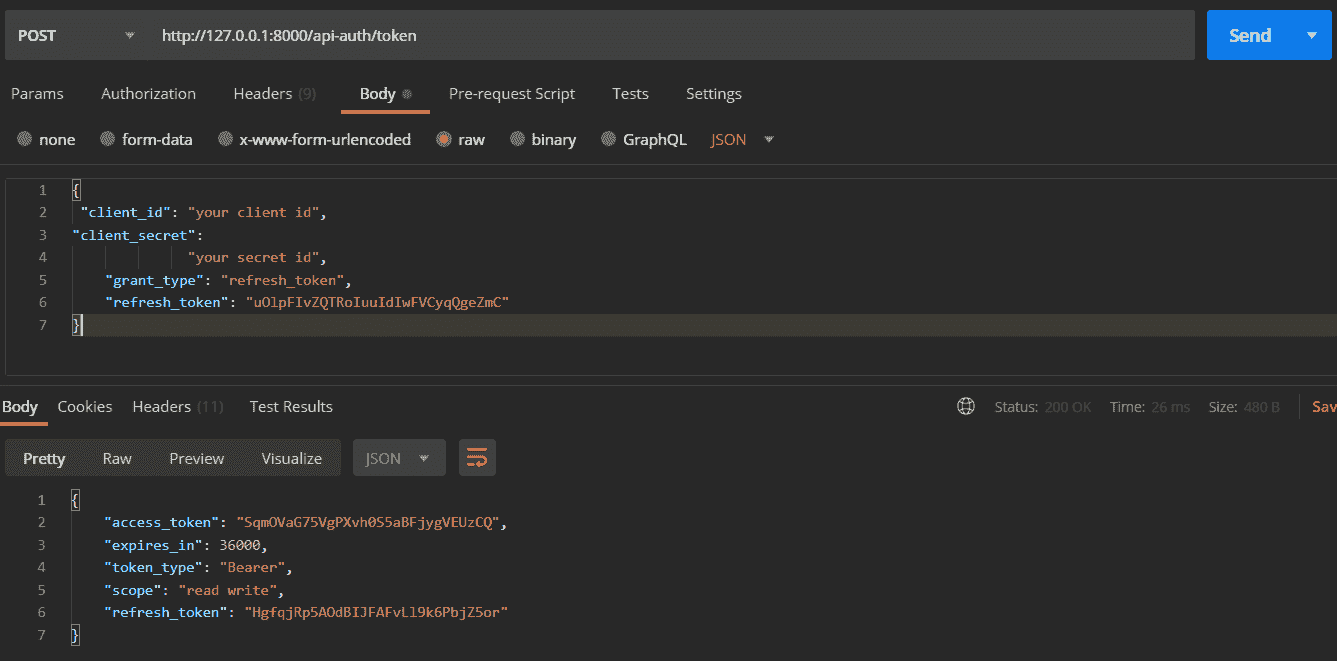 POST http://127.0.0.1:8000/api-auth/token Send
Params Authorization Headers (9) Body Pre-request Script Tests Settings
none form-data x-www-form-urlencoded raw binary GraphQL JSON
1 {
2 "client_id": "your client id",
3 "client_secret":
4 "your secret id",
5 "grant_type": "refresh_token",
6 "refresh_token": "uOlpFIvZQTRoIuuIdIwFVCyqQgeZmC"
7 }
Body Cookies Headers (11) Test Results Status: 200 OK Time: 26 ms Size: 480 B Sav
Pretty Raw Preview Visualize JSON
1 {
2 "access_token": "SqmOVaG75VgPXvh0S5aBFjygVEUzCQ",
3 "expires_in": 36000,
4 "token_type": "Bearer",
5 "scope": "read write",
6 "refresh_token": "HgfqjRp5AOdBIJFAFvLl9k6PbjZ5or"
7 }